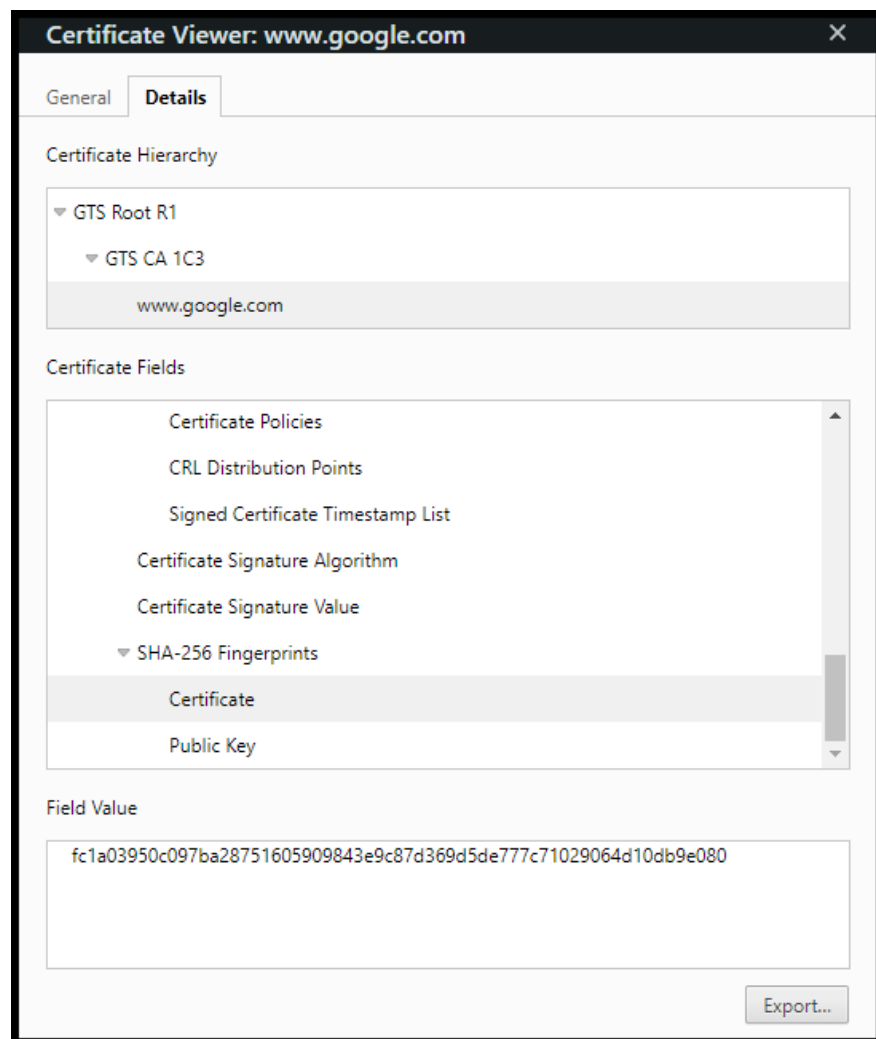 Certificate Viewer: www.google.com
General Details
Certificate Hierarchy
GTS Root R1
GTS CA 1C3
www.google.com
Certificate Fields
Certificate Policies
CRL Distribution Points
Signed Certificate Timestamp List
Certificate Signature Algorithm
Certificate Signature Value
SHA-256 Fingerprints
Certificate
Public Key
Field Value
fc1a03950c097ba28751605909843e9c87d369d5de777c71029064d10db9e080
Export...